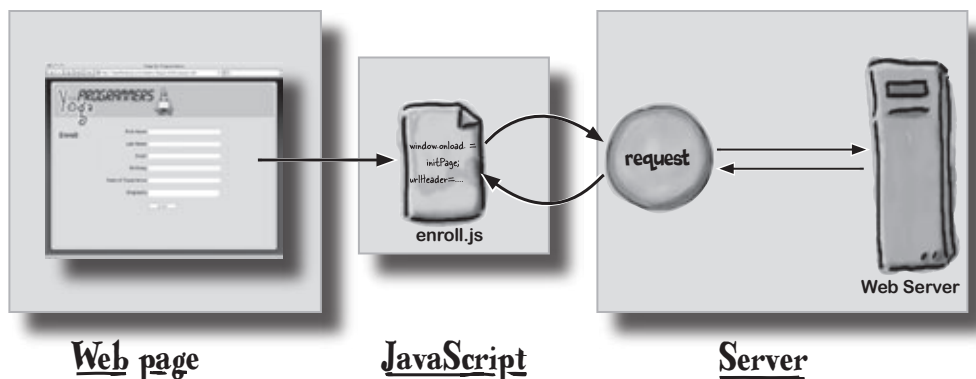 Yoga PROGRAMMERS
Enroll
window.onload =
initPage;
urlHeader=....
enroll.js
request
Web Server
Web page
JavaScript
Server